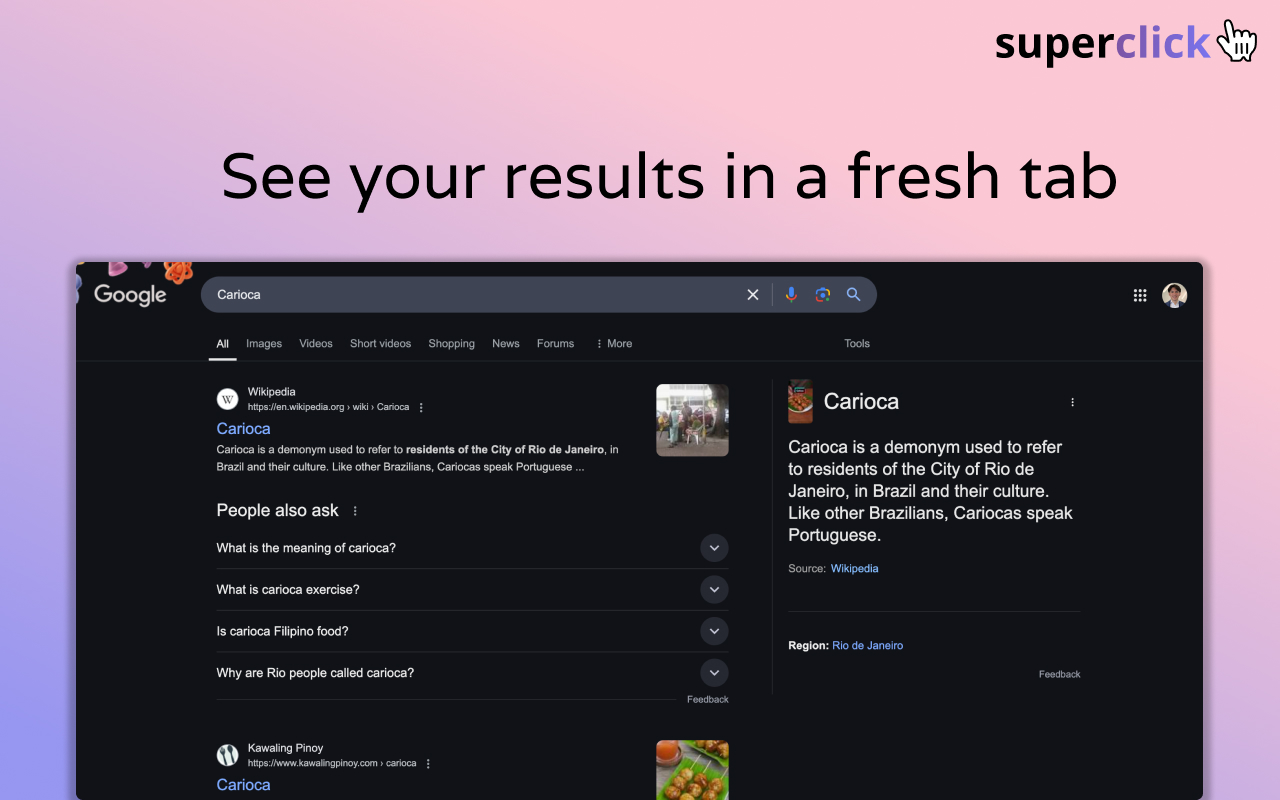 superclick
See your results in a fresh tab
Google
Carioca
All
Images
Videos
Short videos
Shopping
News
Forums
More
Tools
W
Wikipedia
https://en.wikipedia.org › wiki › Carioca
Carioca
Carioca is a demonym used to refer to residents of the City of Rio de Janeiro, in
Brazil and their culture. Like other Brazilians, Cariocas speak Portuguese ...
People also ask
What is the meaning of carioca?
What is carioca exercise?
Is carioca Filipino food?
Why are Rio people called carioca?
Feedback
Kawaling Pinoy
https://www.kawalingpinoy.com › carioca
Carioca
Carioca
Carioca is a demonym used to refer
to residents of the City of Rio de
Janeiro, in Brazil and their culture.
Like other Brazilians, Cariocas speak
Portuguese.
Source: Wikipedia
Region: Rio de Janeiro
Feedback